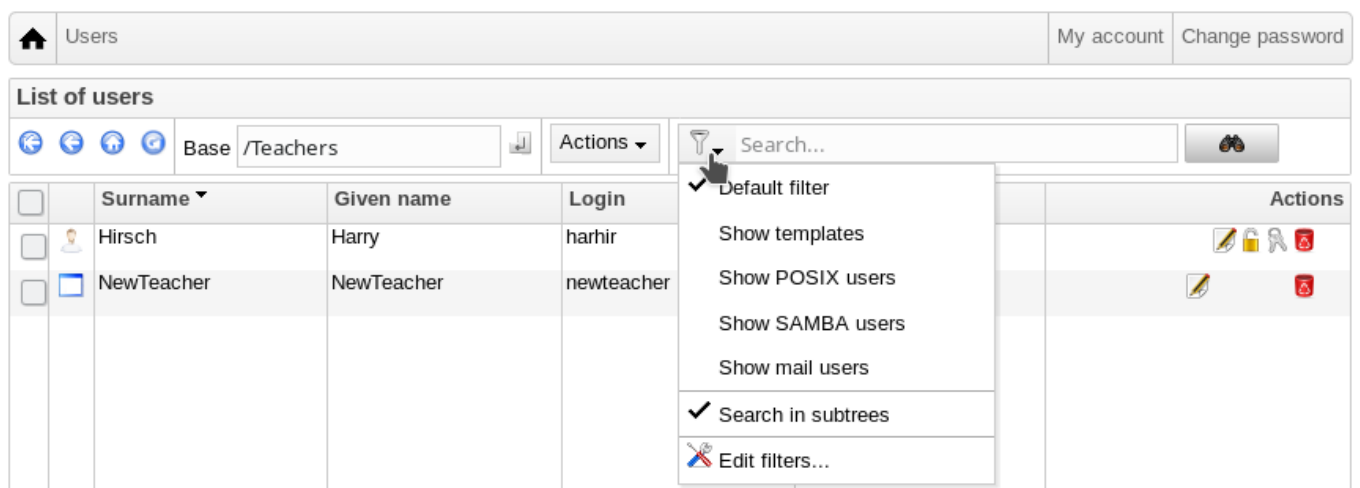 Users My account Change password
List of users
Base /Teachers Actions Search...
Surname Given name Login Actions
Hirsch Harry harhir
NewTeacher NewTeacher newteacher
Default filter
Show templates
Show POSIX users
Show SAMBA users
Show mail users
Search in subtrees
Edit filters...